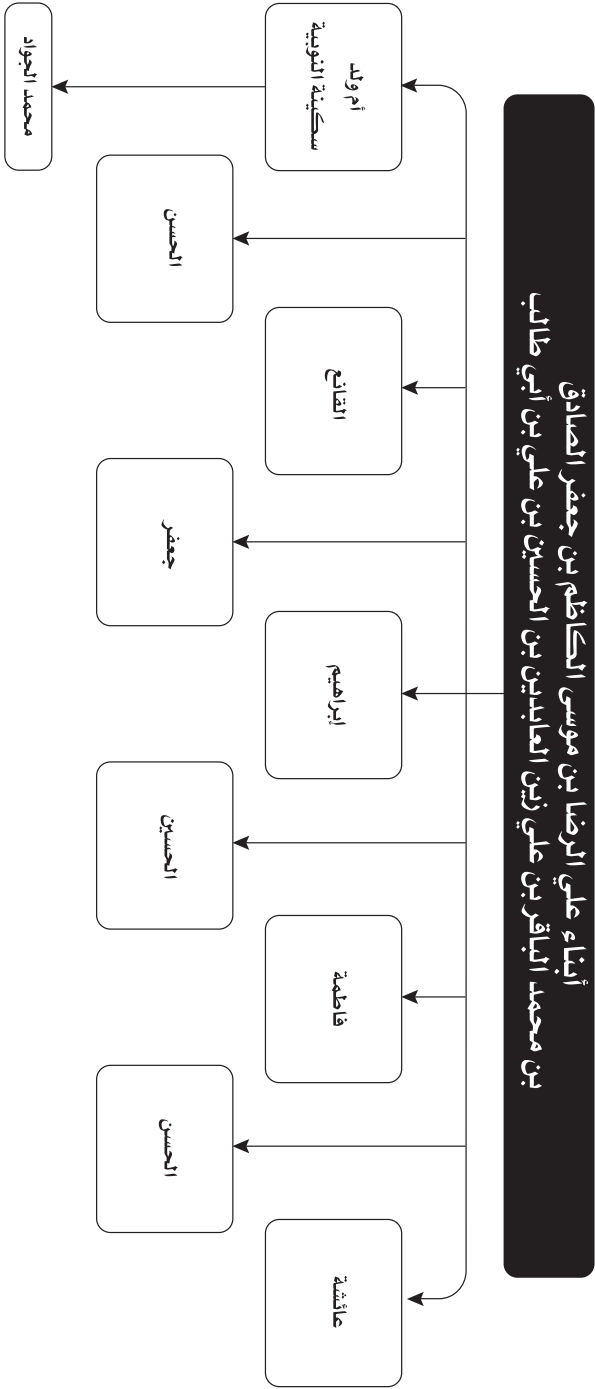 أبناء علي الرضا بن موسى الكاظم بن جعفر الصادق
بن محمد الباقر بن علي زين العابدين بن الحسين بن علي بن أبي طالب
عائشة
فاطمة
إبراهيم
القانع
أم ولد
سكينة النوبية
الحسن
الحسين
جعفر
الحسن
محمد الجواد